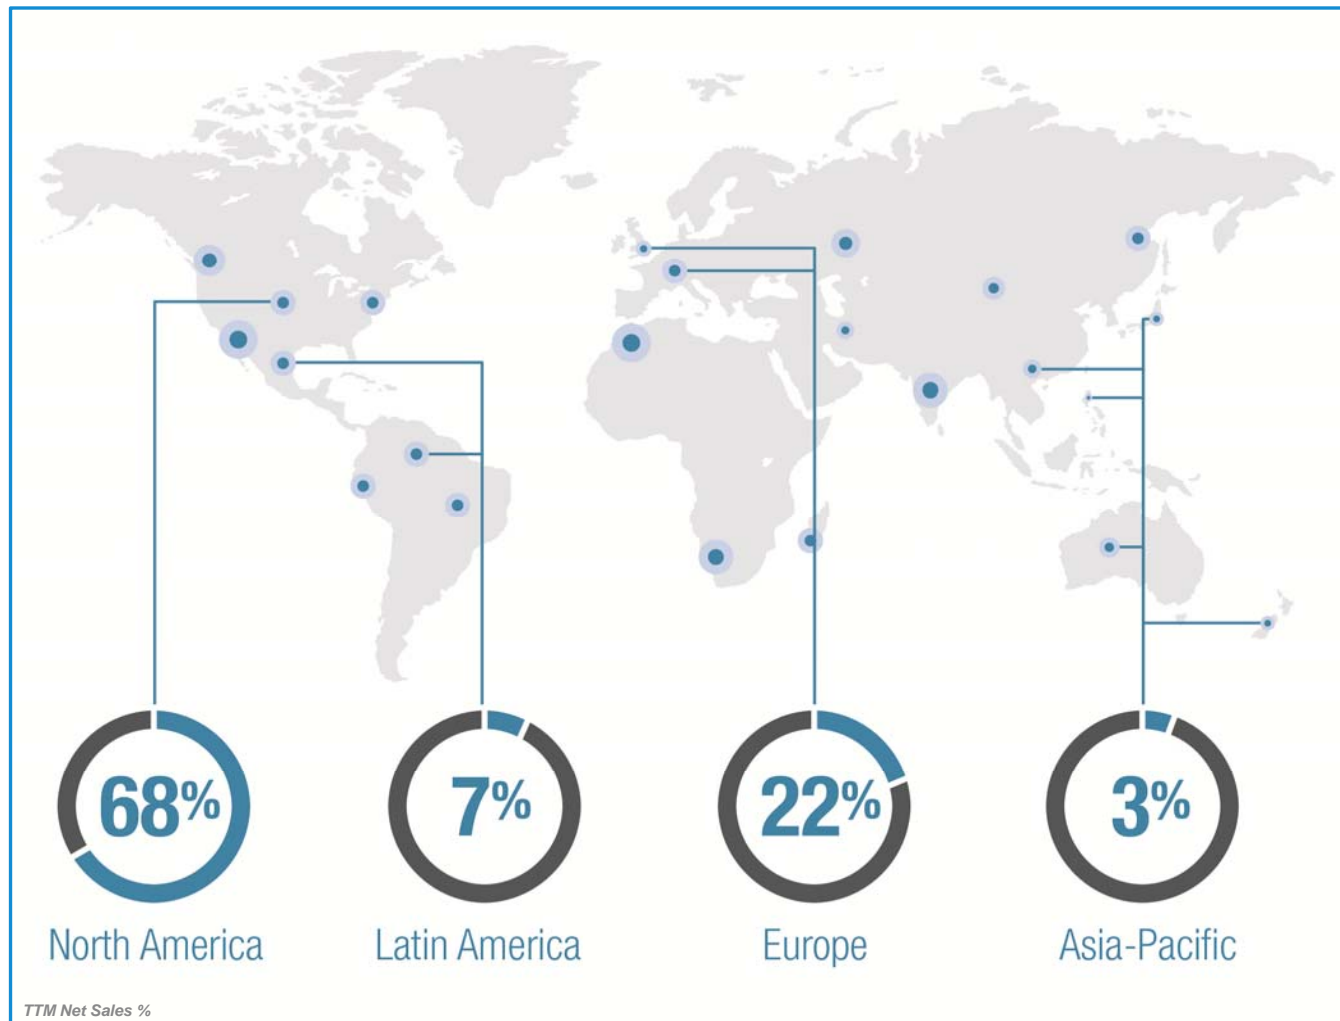 68%
7%
22%
3%
North America
Latin America
Europe
Asia-Pacific
TTM Net Sales %